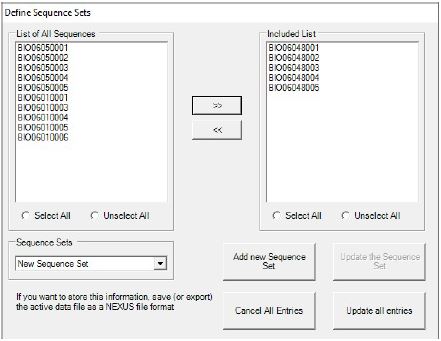 Define Sequence Sets
List of All Sequences
BIO06050001
BIO06050002
BIO06050003
BIO06050004
BIO06050005
BIO06010001
BIO06010003
BIO06010004
BIO06010005
BIO06010006
Select All
Unselect All
>>
<<
Included List
BIO06048001
BIO06048002
BIO06048003
BIO06048004
BIO06048005
Select All
Unselect All
Sequence Sets
New Sequence Set
If you want to store this information, save (or export)
the active data file as a NEXUS file format
Add new Sequence
Set
Update the Sequence
Set
Cancel All Entries
Update all entries